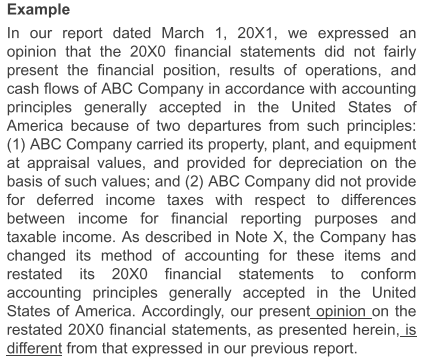 Example
In our report dated March 1, 20X1, we expressed an
opinion that the 20X0 financial statements did not fairly
present the financial position, results of operations, and
cash flows of ABC Company in accordance with accounting
principles generally accepted in the United States of
America because of two departures from such principles:
(1) ABC Company carried its property, plant, and equipment
at appraisal values, and provided for depreciation on the
basis of such values; and (2) ABC Company did not provide
for deferred income taxes with respect to differences
between income for financial reporting purposes and
taxable income. As described in Note X, the Company has
changed its method of accounting for these items and
restated its 20X0 financial statements to conform
accounting principles generally accepted in the United
States of America. Accordingly, our present opinion on the
restated 20X0 financial statements, as presented herein, is
different from that expressed in our previous report.